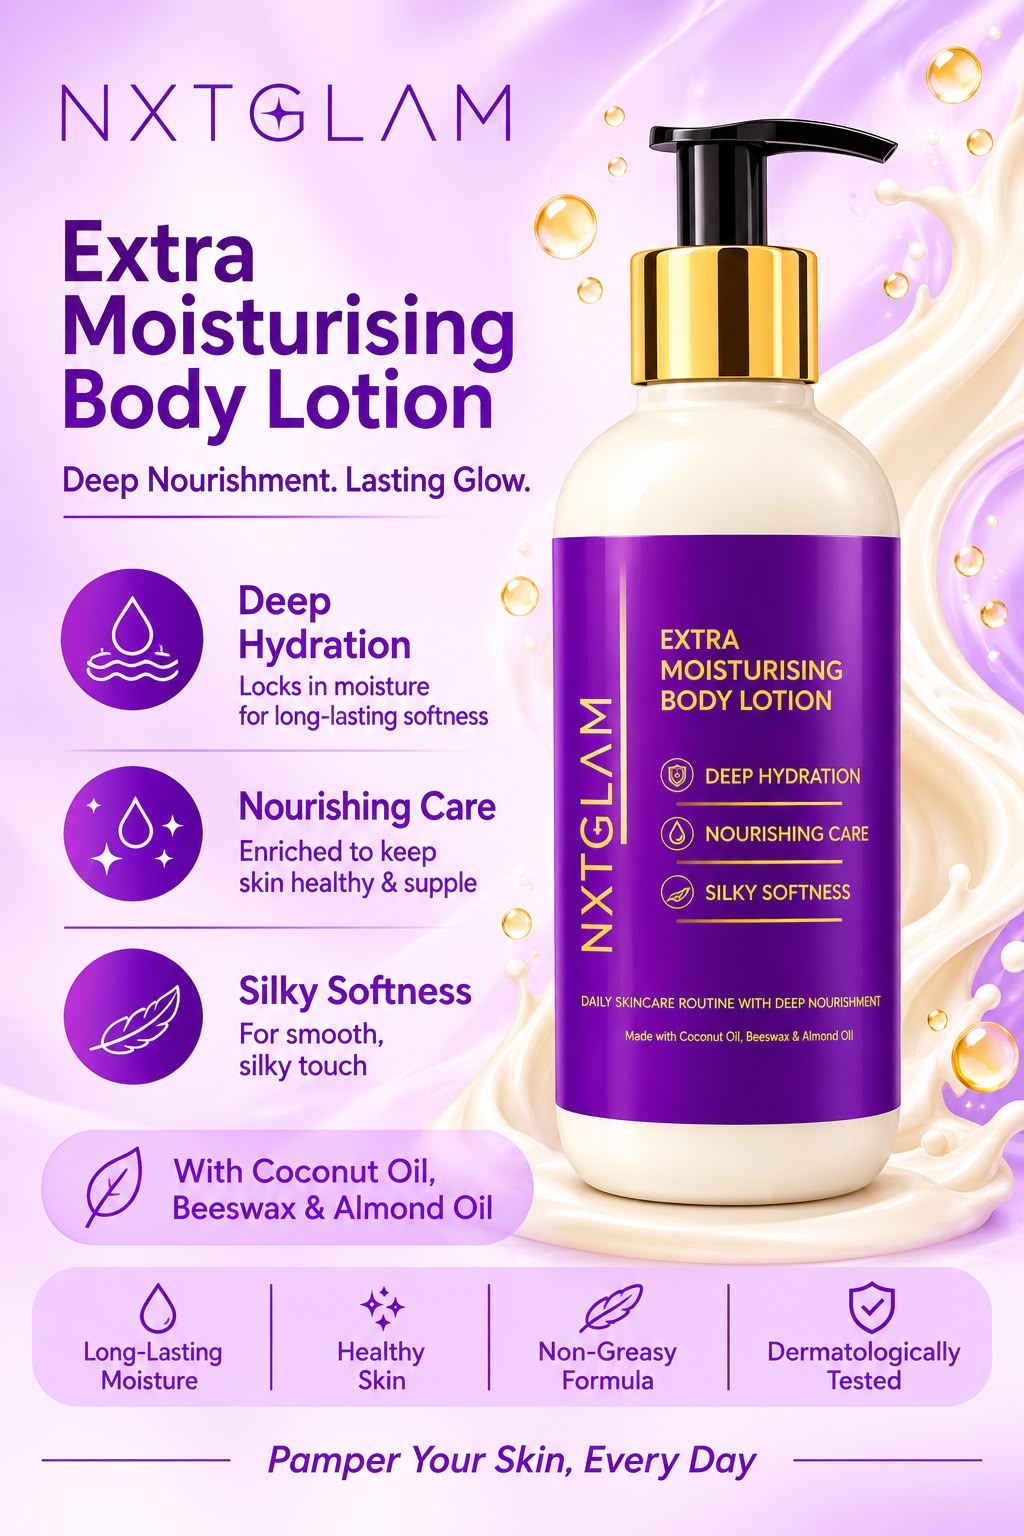 NXTGLAM
Extra
Moisturising
Body Lotion
Deep Nourishment. Lasting Glow.
Deep
Hydration
Locks in moisture
for long-lasting softness
Nourishing Care
Enriched to keep
skin healthy & supple
Silky Softness
For smooth,
silky touch
With Coconut Oil,
Beeswax & Almond Oil
NXTGLAM
EXTRA
MOISTURISING
BODY LOTION
DEEP HYDRATION
NOURISHING CARE
SILKY SOFTNESS
DAILY SKINCARE ROUTINE WITH DEEP NOURISHMENT
Made with Coconut Oil, Beeswax & Almond Oil
Long-Lasting
Moisture
Healthy
Skin
Non-Greasy
Formula
Dermatologically
Tested
Pamper Your Skin, Every Day